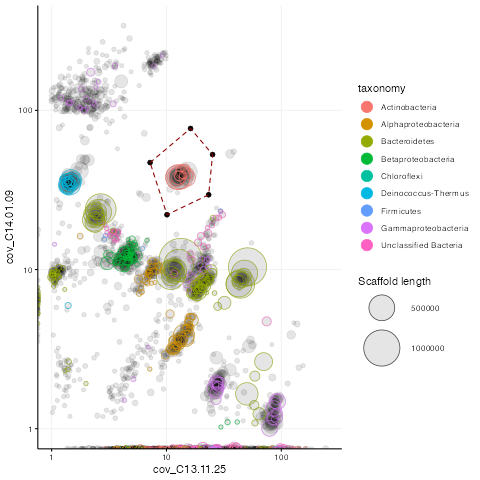 cov_C14.01.09
100
10
1
1
10
100
cov_C13.11.25
taxonomy
Actinobacteria
Alphaproteobacteria
Bacteroidetes
Betaproteobacteria
Chloroflexi
Deinococcus-Thermus
Firmicutes
Gammaproteobacteria
Unclassified Bacteria
Scaffold length
500000
1000000